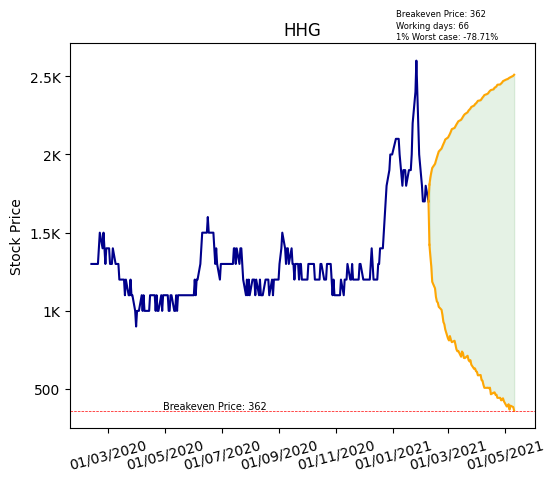 Breakeven Price: 362
Working days: 66
1% Worst case: -78.71%
HHG
Stock Price
2.5K
2K
1.5K
1K
500
Breakeven Price: 362
01/03/2020
01/05/2020
01/07/2020
01/09/2020
01/11/2020
01/01/2021
01/03/2021
01/05/2021